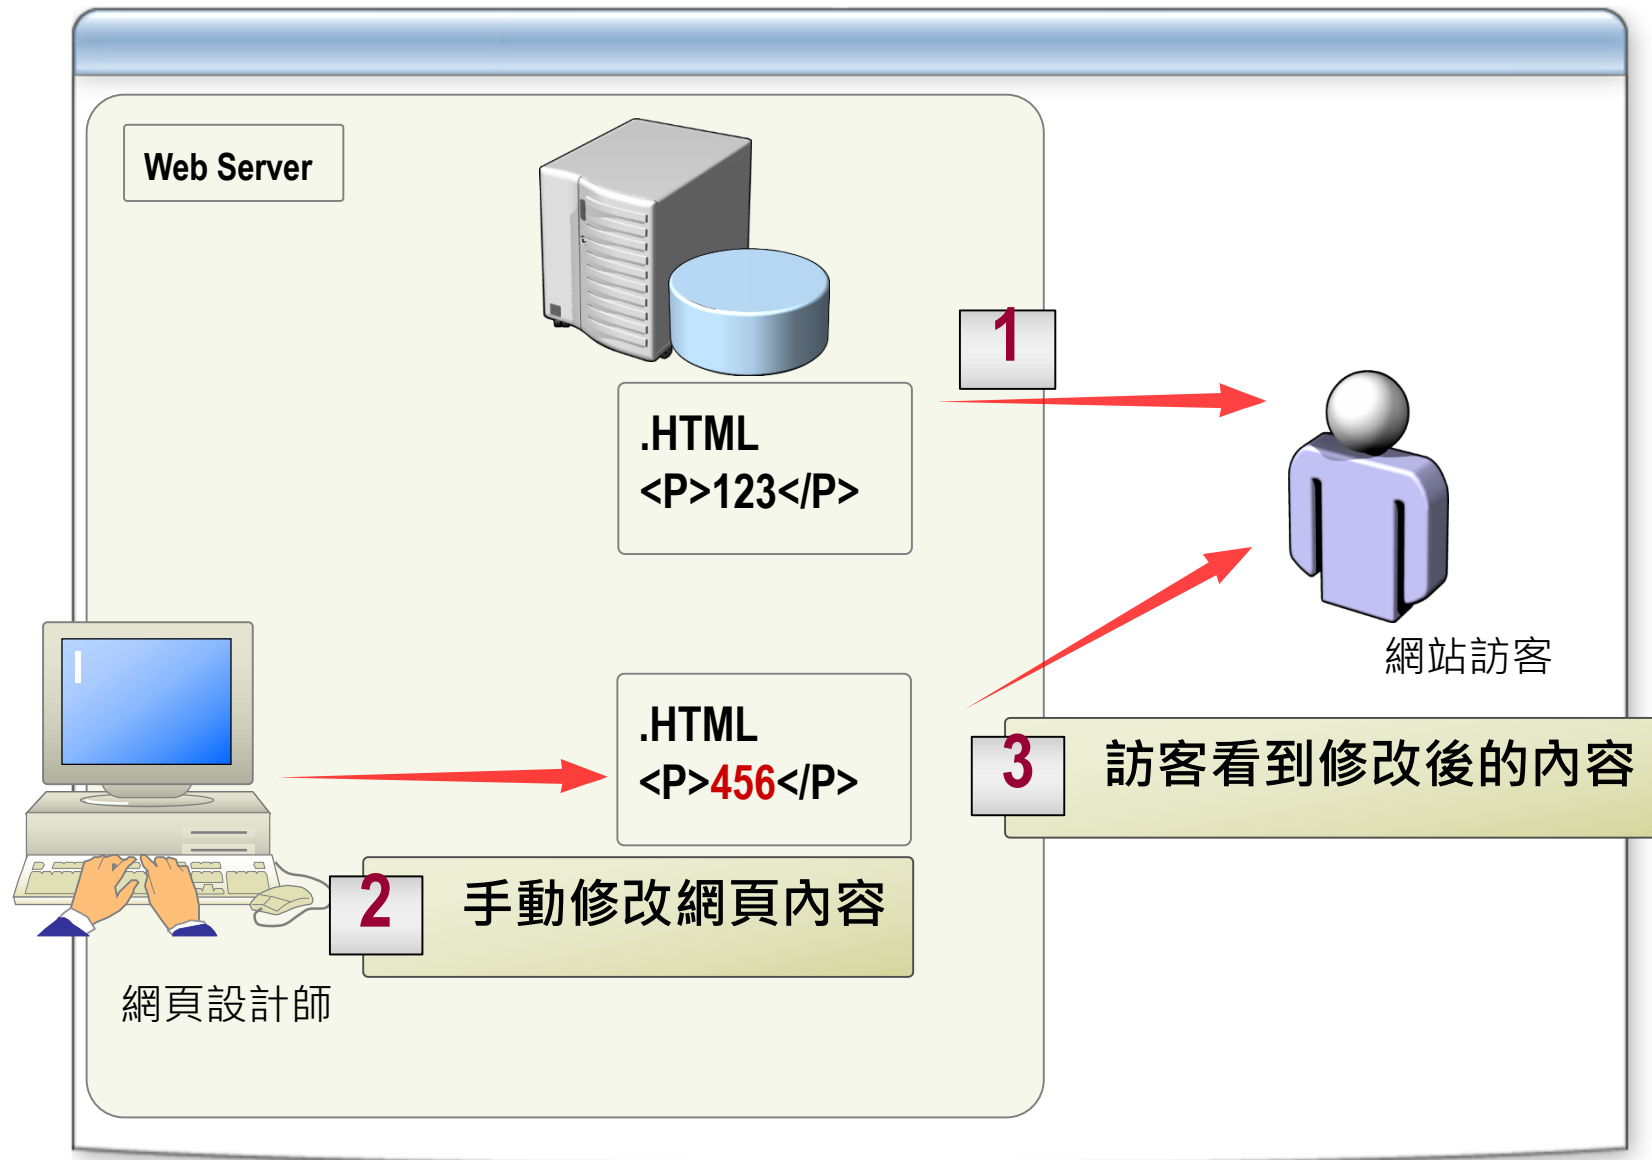 Web Server
1
.HTML
<P>123</P>
網站訪客
.HTML
<P>456</P>
3
訪客看到修改後的內容
2
手動修改網頁內容
網頁設計師